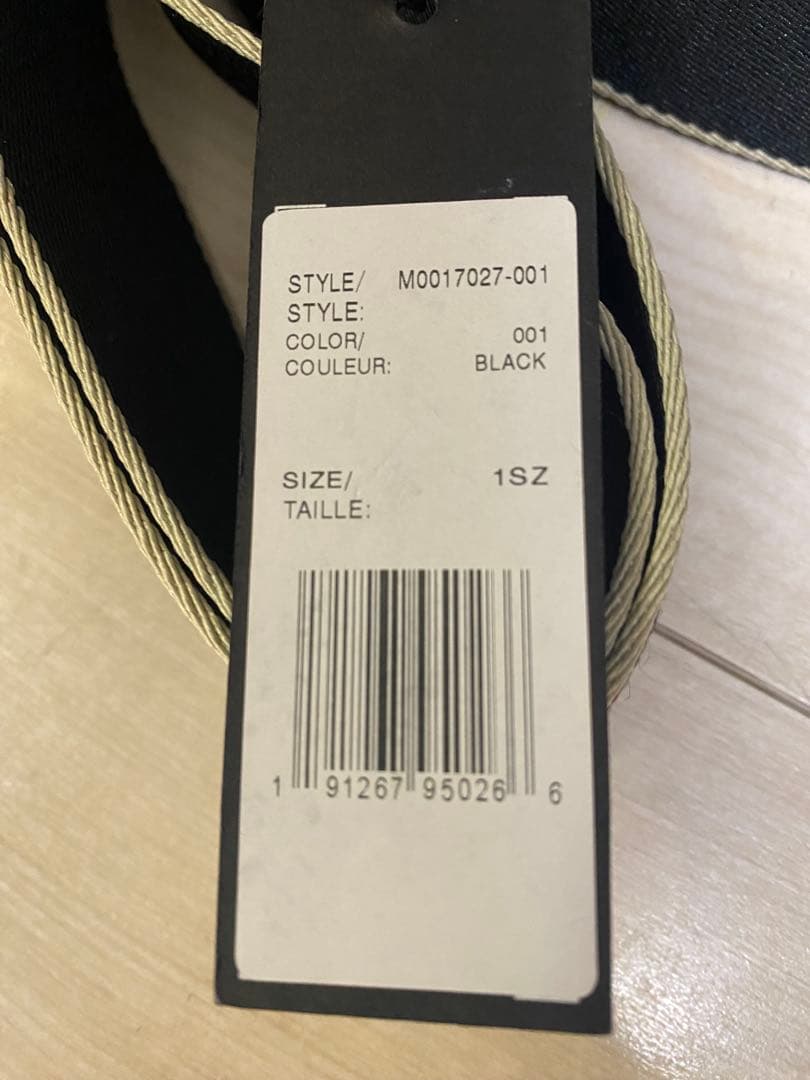 STYLE/ M0017027-001
STYLE:
COLOR/ 001
COULEUR: BLACK
SIZE/ 1SZ
TAILLE:
1 91267 95026 6